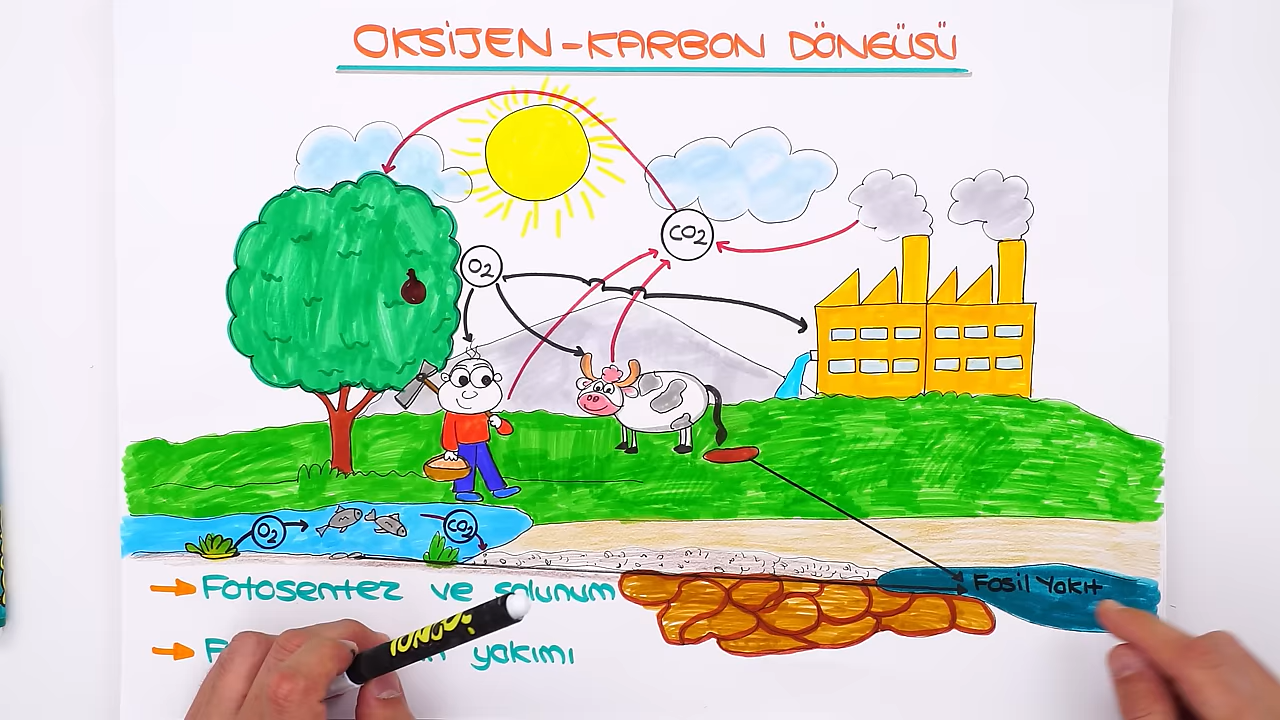 OKSİJEN-KARBON DÖNGÜSÜ
CO2
O2
O2
CO2
Fosil Yakıt
Fotosentez ve solunum
yakımı